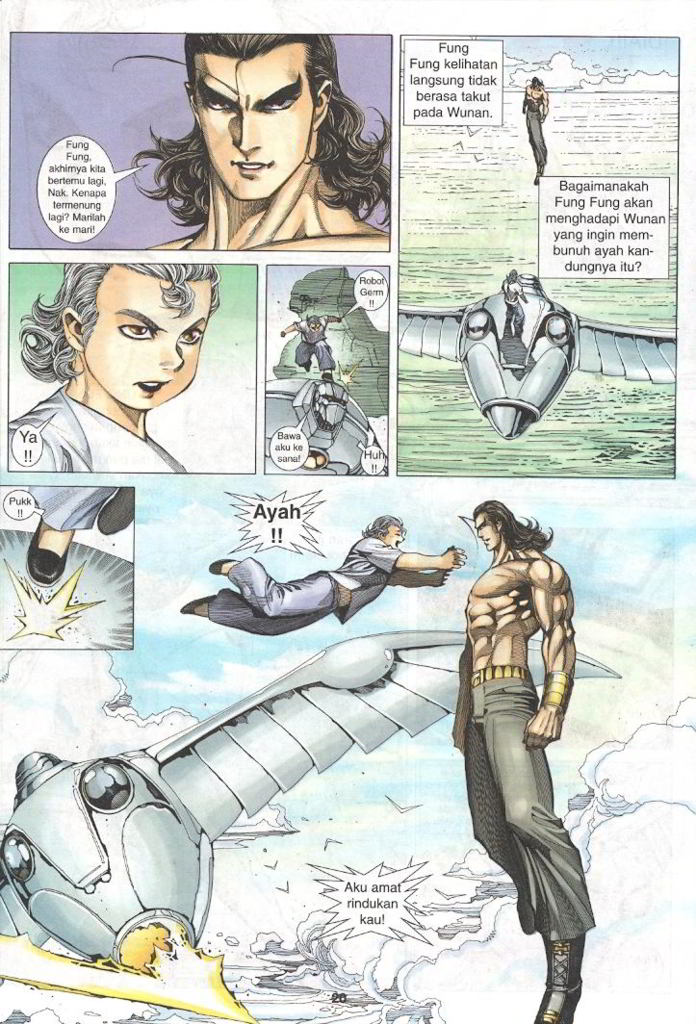 Fung
Fung,
akhirnya kita
bertemu lagi,
Nak. Kenapa
termenung
lagi? Marilah
ke mari!
Fung
Fung kelihatan
langsung tidak
berasa takut
pada Wunan.
Bagaimanakah
Fung Fung akan
menghadapi Wunan
yang ingin mem-
bunuh ayah kan-
dungnya itu?
Ya
!!
Robot
Germ
!!
Bawa
aku ke
sana!
Huh
!!
Pukk
!!
Ayah
!!
Aku amat
rindukan
kau!
28